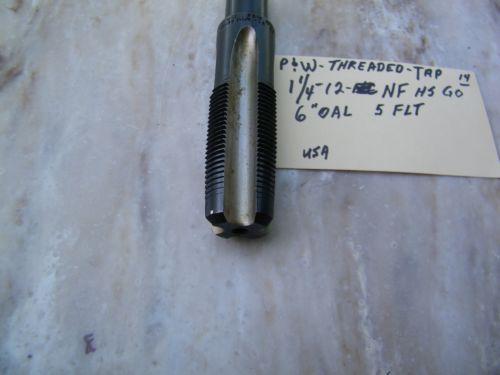 P&W-THREADED-TAP 14
1 1/4-12- NF HS GO
6" OAL 5 FLT
USA